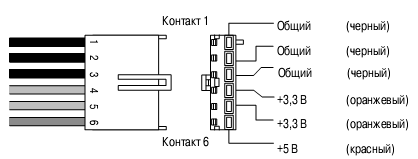 Контакт 1
Общий (черный)
1
2
3
4
5
6
Общий (черный)
Общий (черный)
+3,3 В (оранжевый)
+3,3 В (оранжевый)
Контакт 6
+5 В (красный)